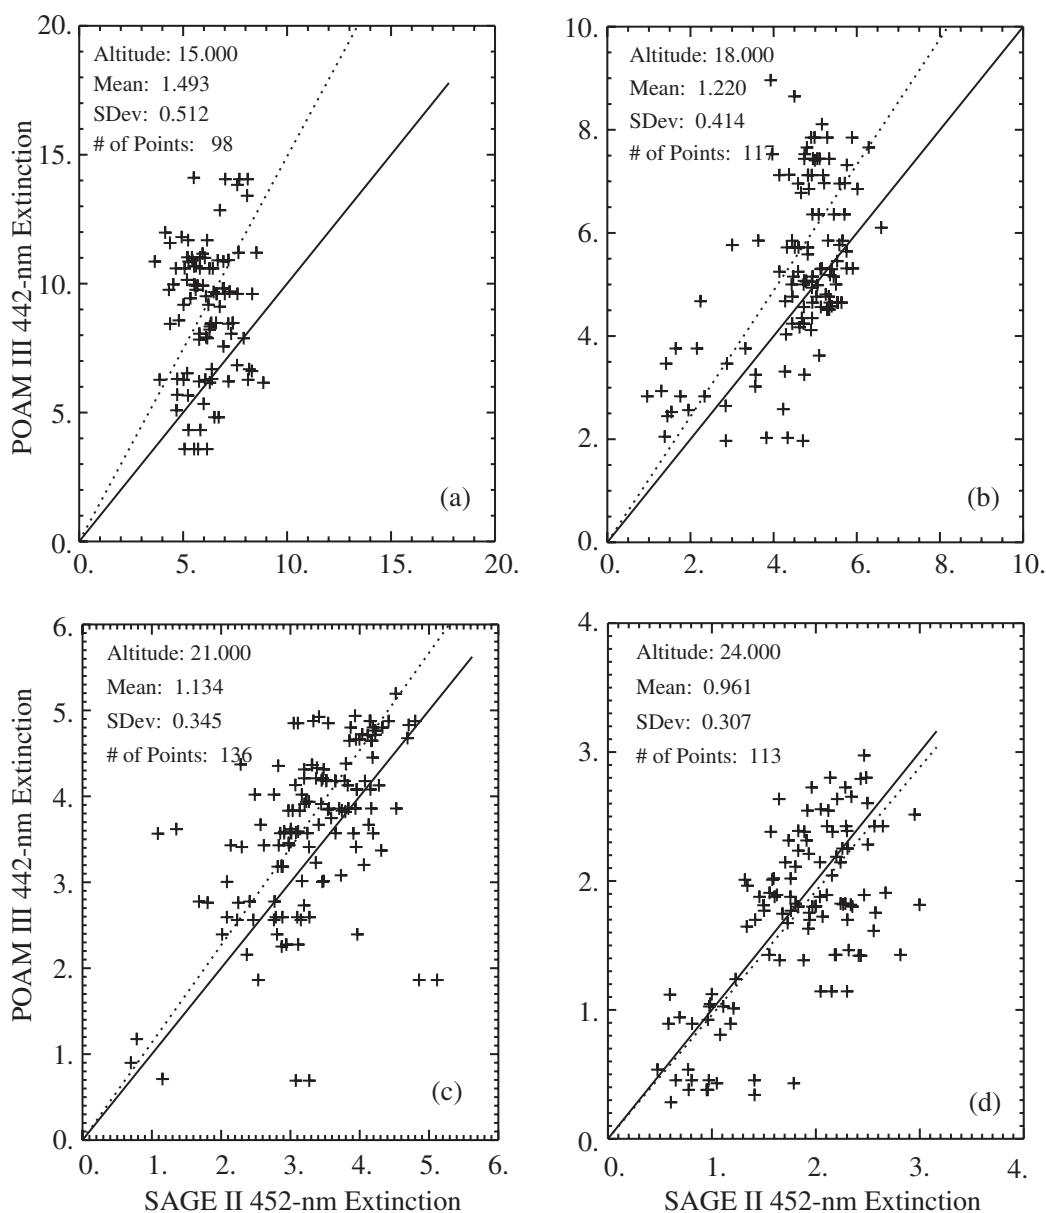 20.
15.
10.
5.
0.
POAM III 442-nm Extinction
Altitude: 15.000
Mean: 1.493
SDev: 0.512
# of Points: 98
(a)
0. 5. 10. 15. 20.
10.
8.
6.
4.
2.
0.
Altitude: 18.000
Mean: 1.220
SDev: 0.414
# of Points: 117
(b)
0. 2. 4. 6. 8. 10.
6.
5.
4.
3.
2.
1.
0.
POAM III 442-nm Extinction
Altitude: 21.000
Mean: 1.134
SDev: 0.345
# of Points: 136
(c)
0. 1. 2. 3. 4. 5. 6.
SAGE II 452-nm Extinction
4.
3.
2.
1.
0.
Altitude: 24.000
Mean: 0.961
SDev: 0.307
# of Points: 113
(d)
0. 1. 2. 3. 4.
SAGE II 452-nm Extinction